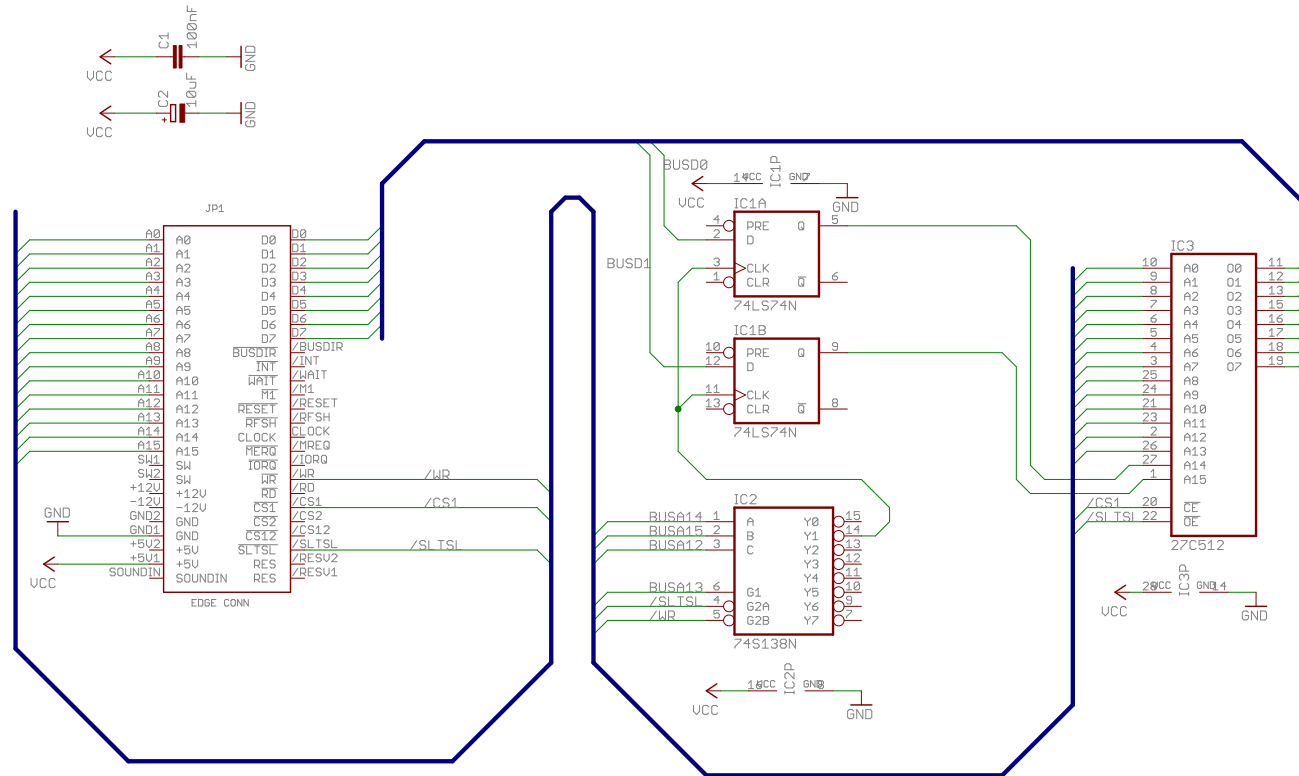 C1
100nF
VCC
GND
C2
10uF
+
VCC
GND
JP1
A0 A0 D0 D0
A1 A1 D1 D1
A2 A2 D2 D2
A3 A3 D3 D3
A4 A4 D4 D4
A5 A5 D5 D5
A6 A6 D6 D6
A7 A7 D7 D7
A8 A8 BUSDIR /BUSDIR
A9 A9 INT /INT
A10 A10 WAIT /WAIT
A11 A11 M1 /M1
A12 A12 RESET /RESET
A13 A13 RFSH /RFSH
A14 A14 CLOCK CLOCK
A15 A15 MERQ /MREQ
SW1 SW IORQ /IORQ
SW2 SW WR /WR /WR
+12V +12V RD /RD
-12V -12V CS1 /CS1 /CS1
GND2 GND CS2 /CS2
GND1 GND CS12 /CS12
+5V2 +5V SLTSL /SLTSL /SLTSL
+5V1 +5V RES /RESV2
SOUNDIN SOUNDIN RES /RESV1
GND
VCC
EDGE CONN
BUSD0
BUSD1
VCC
14 VCC IC1P GND 7
GND
IC1A
4 PRE Q 5
2 D
3 CLK
1 CLR Q 6
74LS74N
IC1B
10 PRE Q 9
12 D
11 CLK
13 CLR Q 8
74LS74N
IC2
BUSA14 1 A Y0 15
BUSA15 2 B Y1 14
BUSA12 3 C Y2 13
Y3 12
Y4 11
BUSA13 6 G1 Y5 10
/SLTSL 4 G2A Y6 9
/WR 5 G2B Y7 7
74S138N
VCC
16 VCC IC2P GND 8
GND
IC3
10 A0 O0 11
9 A1 O1 12
8 A2 O2 13
7 A3 O3 15
6 A4 O4 16
5 A5 O5 17
4 A6 O6 18
3 A7 O7 19
25 A8
24 A9
21 A10
23 A11
2 A12
26 A13
27 A14
1 A15
/CS1 20 CE
/SLTSL 22 OE
27C512
VCC
28 VCC IC3P GND 14
GND